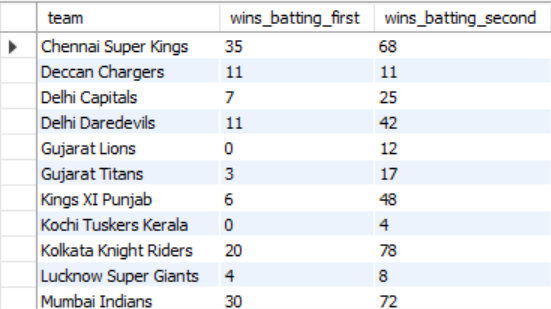 team wins_batting_first wins_batting_second
Chennai Super Kings 35 68
Deccan Chargers 11 11
Delhi Capitals 7 25
Delhi Daredevils 11 42
Gujarat Lions 0 12
Gujarat Titans 3 17
Kings XI Punjab 6 48
Kochi Tuskers Kerala 0 4
Kolkata Knight Riders 20 78
Lucknow Super Giants 4 8
Mumbai Indians 30 72